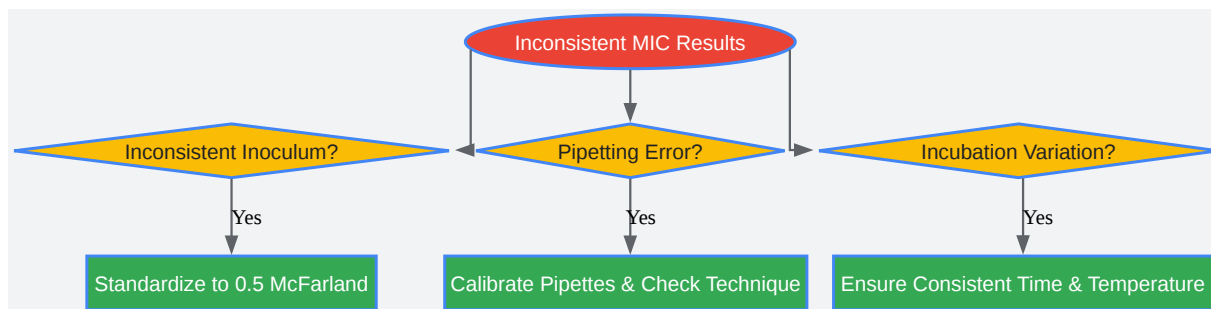 Inconsistent MIC Results
Inconsistent Inoculum?
Pipetting Error?
Incubation Variation?
Yes
Yes
Yes
Standardize to 0.5 McFarland
Calibrate Pipettes & Check Technique
Ensure Consistent Time & Temperature